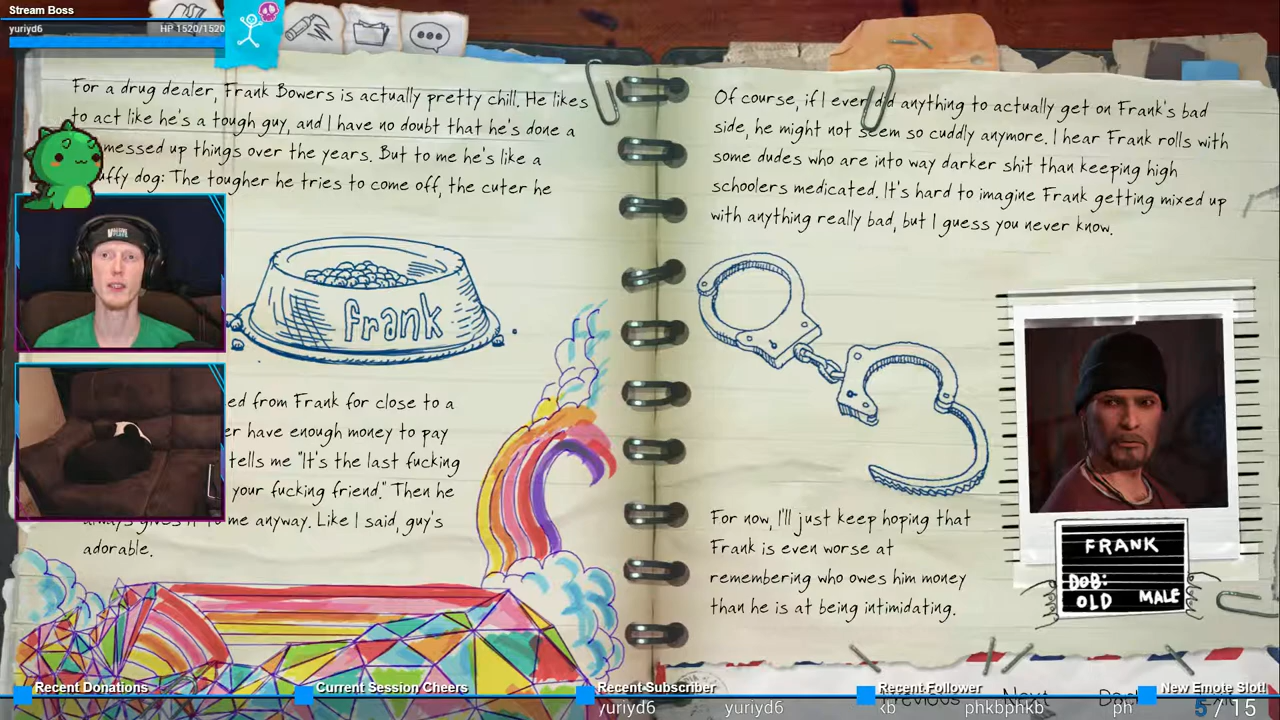 Stream Boss
yuriyd6
HP 1520/1520
For a drug dealer, Frank Bowers is actually pretty chill. He likes
to act like he's a tough guy, and I have no doubt that he's done a
messed up things over the years. But to me he's like a
dog: The tougher he tries to come off, the cuter he
frank
ed from Frank for close to a
er have enough money to pay
tells me "It's the last fucking
your fucking friend." Then he
me anyway. Like I said, guy's
adorable.
Of course, if I ever did anything to actually get on Frank's bad
side, he might not seem so cuddly anymore. I hear Frank rolls with
some dudes who are into way darker shit than keeping high
schoolers medicated. It's hard to imagine Frank getting mixed up
with anything really bad, but I guess you never know.
For now, I'll just keep hoping that
Frank is even worse at
remembering who owes him money
than he is at being intimidating.
FRANK
DOB:
OLD MALE
Recent Donations
Current Session Cheers
Recent Subscriber
yuriyd6 yuriyd6
Recent Follower
kb phkbphkb ph
New Emote Slot!
5 / 15